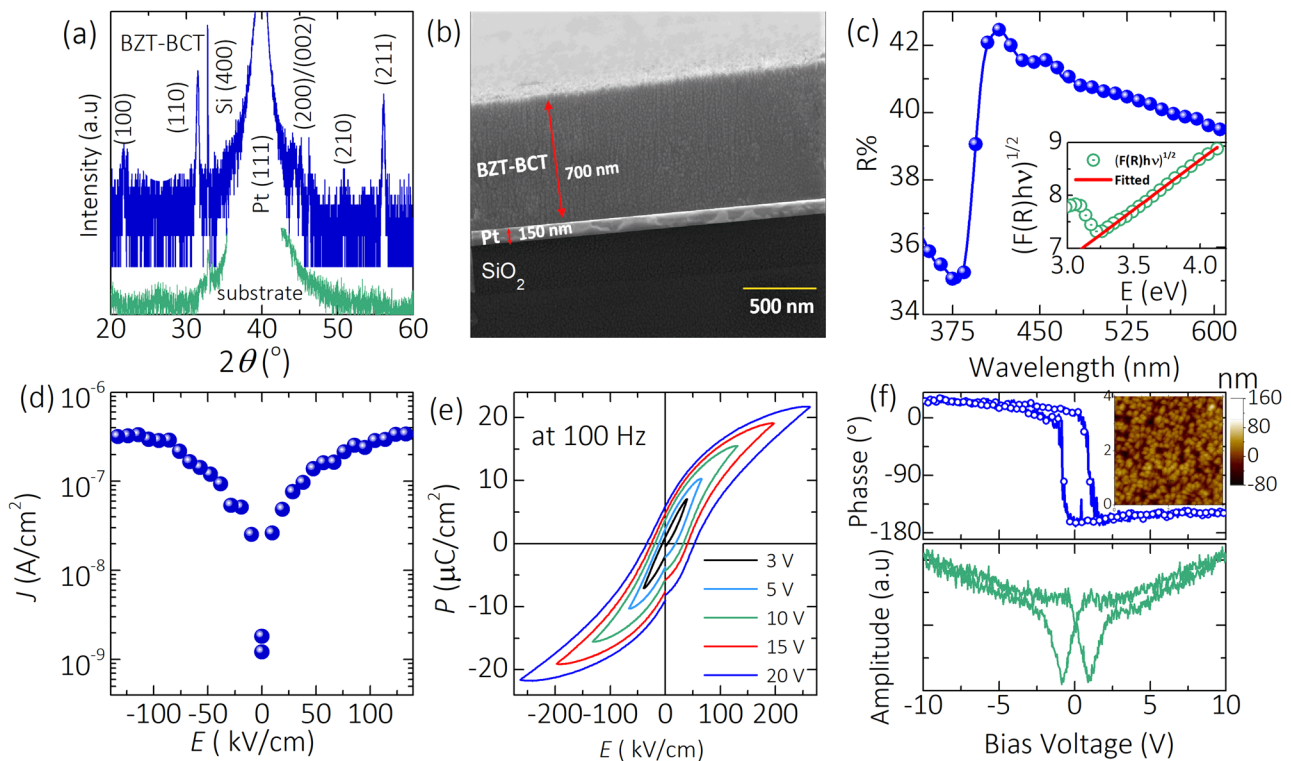 (a)
BZT-BCT
(100)
(110)
Si (400)
Pt (111)
(200)/(002)
(210)
(211)
substrate
Intensity (a.u)
20 30 40 50 60
2θ (°)
(b)
BZT-BCT
700 nm
Pt
150 nm
SiO2
500 nm
(c)
42
40
38
36
34
R%
375 450 525 600
Wavelength (nm)
9
8
7
(F(R)hν)1/2
(F(R)hν)1/2
Fitted
3.0 3.5 4.0
E (eV)
(d)
10-6
10-7
10-8
10-9
J (A/cm2)
-100 -50 0 50 100
E ( kV/cm)
(e)
at 100 Hz
20
10
0
-10
-20
P (μC/cm2)
3 V
5 V
10 V
15 V
20 V
-200 -100 0 100 200
E ( kV/cm)
(f)
nm
160
80
0
-80
4
2
0
0
-90
-180
Phase (°)
Amplitude (a.u)
-10 -5 0 5 10
Bias Voltage (V)